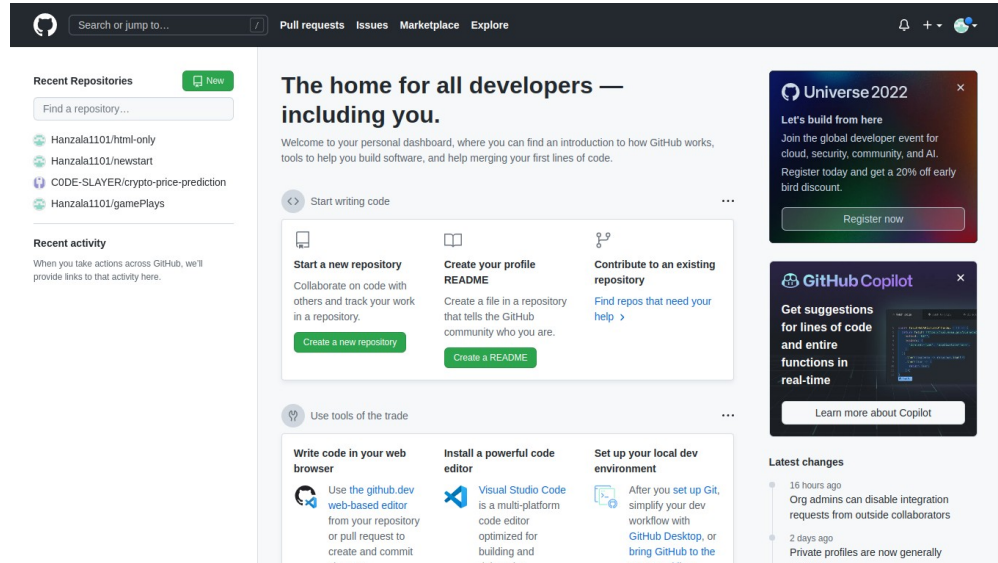 Search or jump to…
/
Pull requests Issues Marketplace Explore
Recent Repositories
New
Find a repository…
Hanzala1101/html-only
Hanzala1101/newstart
C0DE-SLAYER/crypto-price-prediction
Hanzala1101/gamePlays
Recent activity
When you take actions across GitHub, we'll
provide links to that activity here.
The home for all developers —
including you.
Welcome to your personal dashboard, where you can find an introduction to how GitHub works,
tools to help you build software, and help merging your first lines of code.
Start writing code
Start a new repository
Collaborate on code with
others and track your work
in a repository.
Create a new repository
Create your profile
README
Create a file in a repository
that tells the GitHub
community who you are.
Create a README
Contribute to an existing
repository
Find repos that need your
help
Use tools of the trade
Write code in your web
browser
Use the github.dev
web-based editor
from your repository
or pull request to
create and commit
Install a powerful code
editor
Visual Studio Code
is a multi-platform
code editor
optimized for
building and
Set up your local dev
environment
After you set up Git,
simplify your dev
workflow with
GitHub Desktop, or
bring GitHub to the
Universe 2022
Let's build from here
Join the global developer event for
cloud, security, community, and AI.
Register today and get a 20% off early
bird discount.
Register now
GitHub Copilot
Get suggestions
for lines of code
and entire
functions in
real-time
Learn more about Copilot
Latest changes
16 hours ago
Org admins can disable integration
requests from outside collaborators
2 days ago
Private profiles are now generally